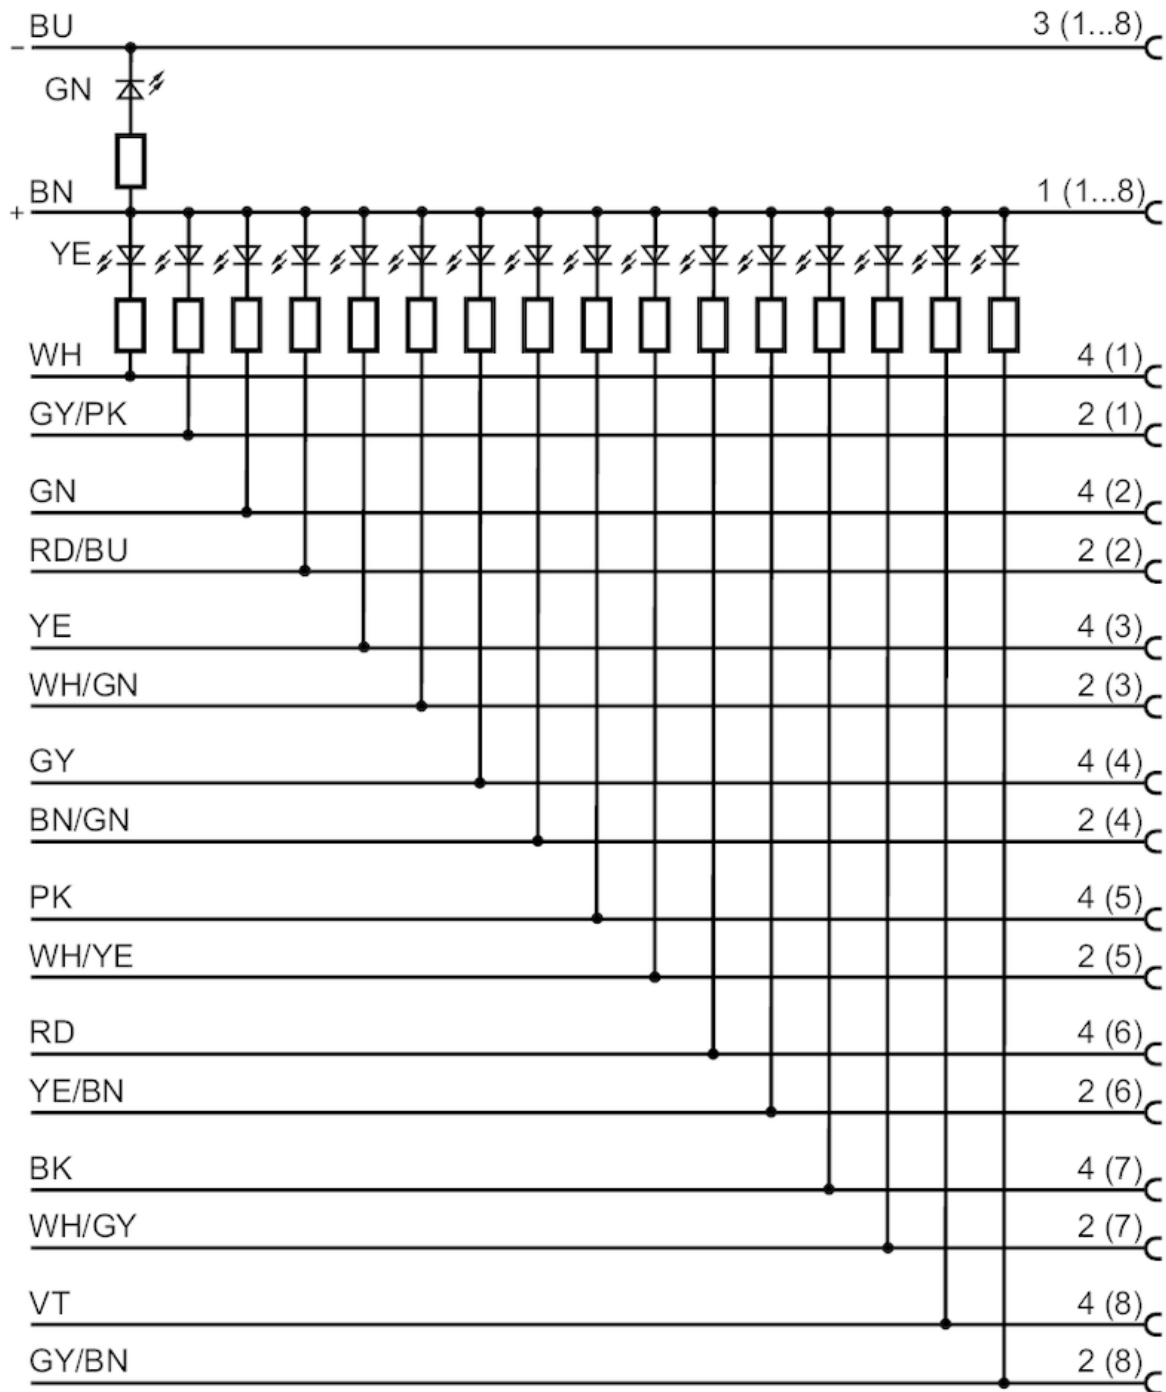 BU 3 (1...8)
−
GN
BN 1 (1...8)
+
YE
WH 4 (1)
GY/PK 2 (1)
GN 4 (2)
RD/BU 2 (2)
YE 4 (3)
WH/GN 2 (3)
GY 4 (4)
BN/GN 2 (4)
PK 4 (5)
WH/YE 2 (5)
RD 4 (6)
YE/BN 2 (6)
BK 4 (7)
WH/GY 2 (7)
VT 4 (8)
GY/BN 2 (8)